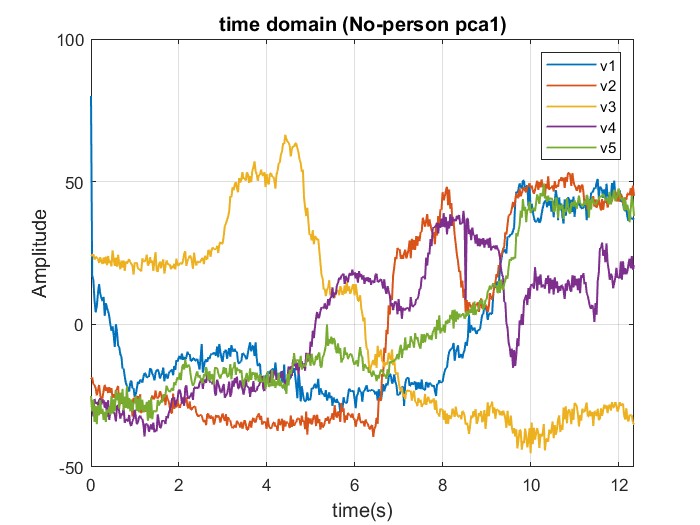 time domain (No-person pca1)
100
50
0
-50
Amplitude
0 2 4 6 8 10 12
time(s)
v1
v2
v3
v4
v5